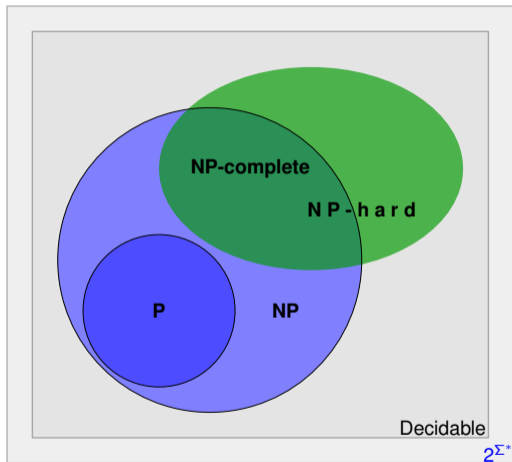 NP-complete
N P - h a r d
P
NP
Decidable
2^Σ*